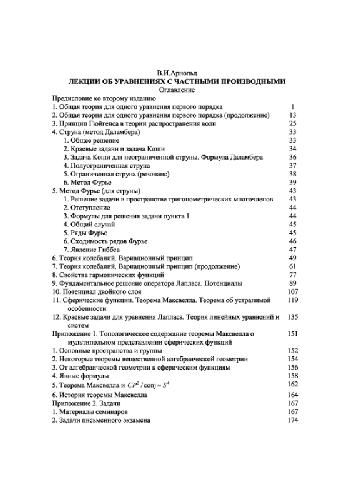 В.И.Арнольд
ЛЕКЦИИ ОБ УРАВНЕНИЯХ С ЧАСТНЫМИ ПРОИЗВОДНЫМИ
Оглавление
Предисловие ко второму изданию
1. Общая теория для одного уравнения первого порядка 1
2. Общая теория для одного уравнения первого порядка (продолжение) 13
3. Принцип Гюйгенса в теории распространения волн 25
4. Струна (метод Даламбера) 33
1. Общее решение 33
2. Краевые задачи и задача Коши 34
3. Задача Коши для неограниченной струны. Формула Даламбера 36
4. Полуограниченная струна 37
5. Ограниченная струна (резонанс) 38
6. Метод Фурье 39
5. Метод Фурье (для струны) 43
1. Решение задачи в пространстве тригонометрических многочленов 43
2. Отступление 44
3. Формулы для решения задачи пункта 1 44
4. Общий случай 45
5. Ряды Фурье 45
6. Сходимость рядов Фурье 46
7. Явление Гиббса 47
6. Теория колебаний. Вариационный принцип 49
7. Теория колебаний. Вариационный принцип (продолжение) 61
8. Свойства гармонических функций 77
9. Фундаментальное решение оператора Лапласа. Потенциалы 89
10. Потенциал двойного слоя 107
11. Сферические функции. Теорема Максвелла. Теорема об устранимой 119
особенности
12. Краевые задачи для уравнения Лапласа. Теория линейных уравнений и 135
систем
Приложение 1. Топологическое содержание теоремы Максвелла о 151
мультипольном представлении сферических функций
1. Основные пространства и группы 152
2. Некоторые теоремы вещественной алгебраической геометрии 154
3. От алгебраической геометрии к сферическим функциям 156
4. Явные формулы 158
5. Теорема Максвелла и CP²/conj ≈ S⁴ 162
6. История теоремы Максвелла 164
Приложение 2. Задачи 167
1. Материалы семинаров 167
2. Задачи письменного экзамена 174